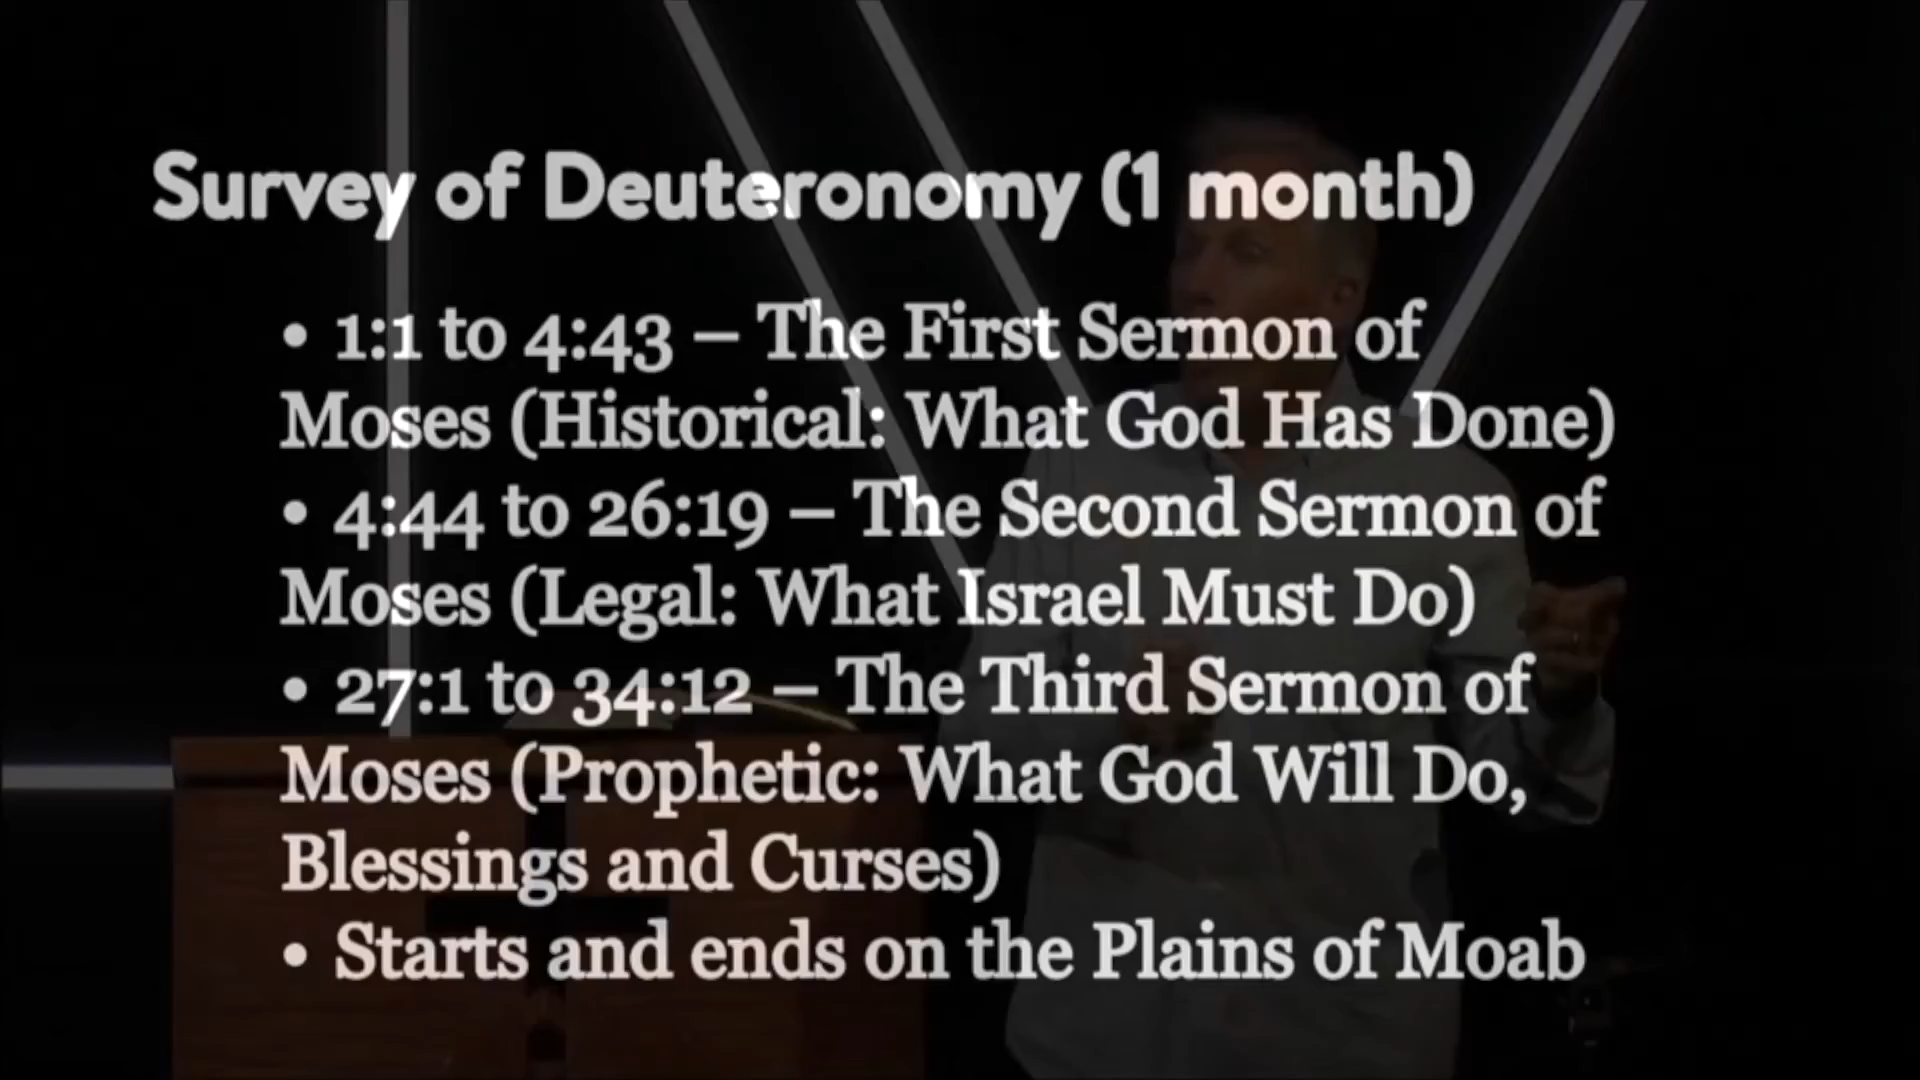 Survey of Deuteronomy (1 month)
• 1:1 to 4:43 – The First Sermon of
Moses (Historical: What God Has Done)
• 4:44 to 26:19 – The Second Sermon of
Moses (Legal: What Israel Must Do)
• 27:1 to 34:12 – The Third Sermon of
Moses (Prophetic: What God Will Do,
Blessings and Curses)
• Starts and ends on the Plains of Moab